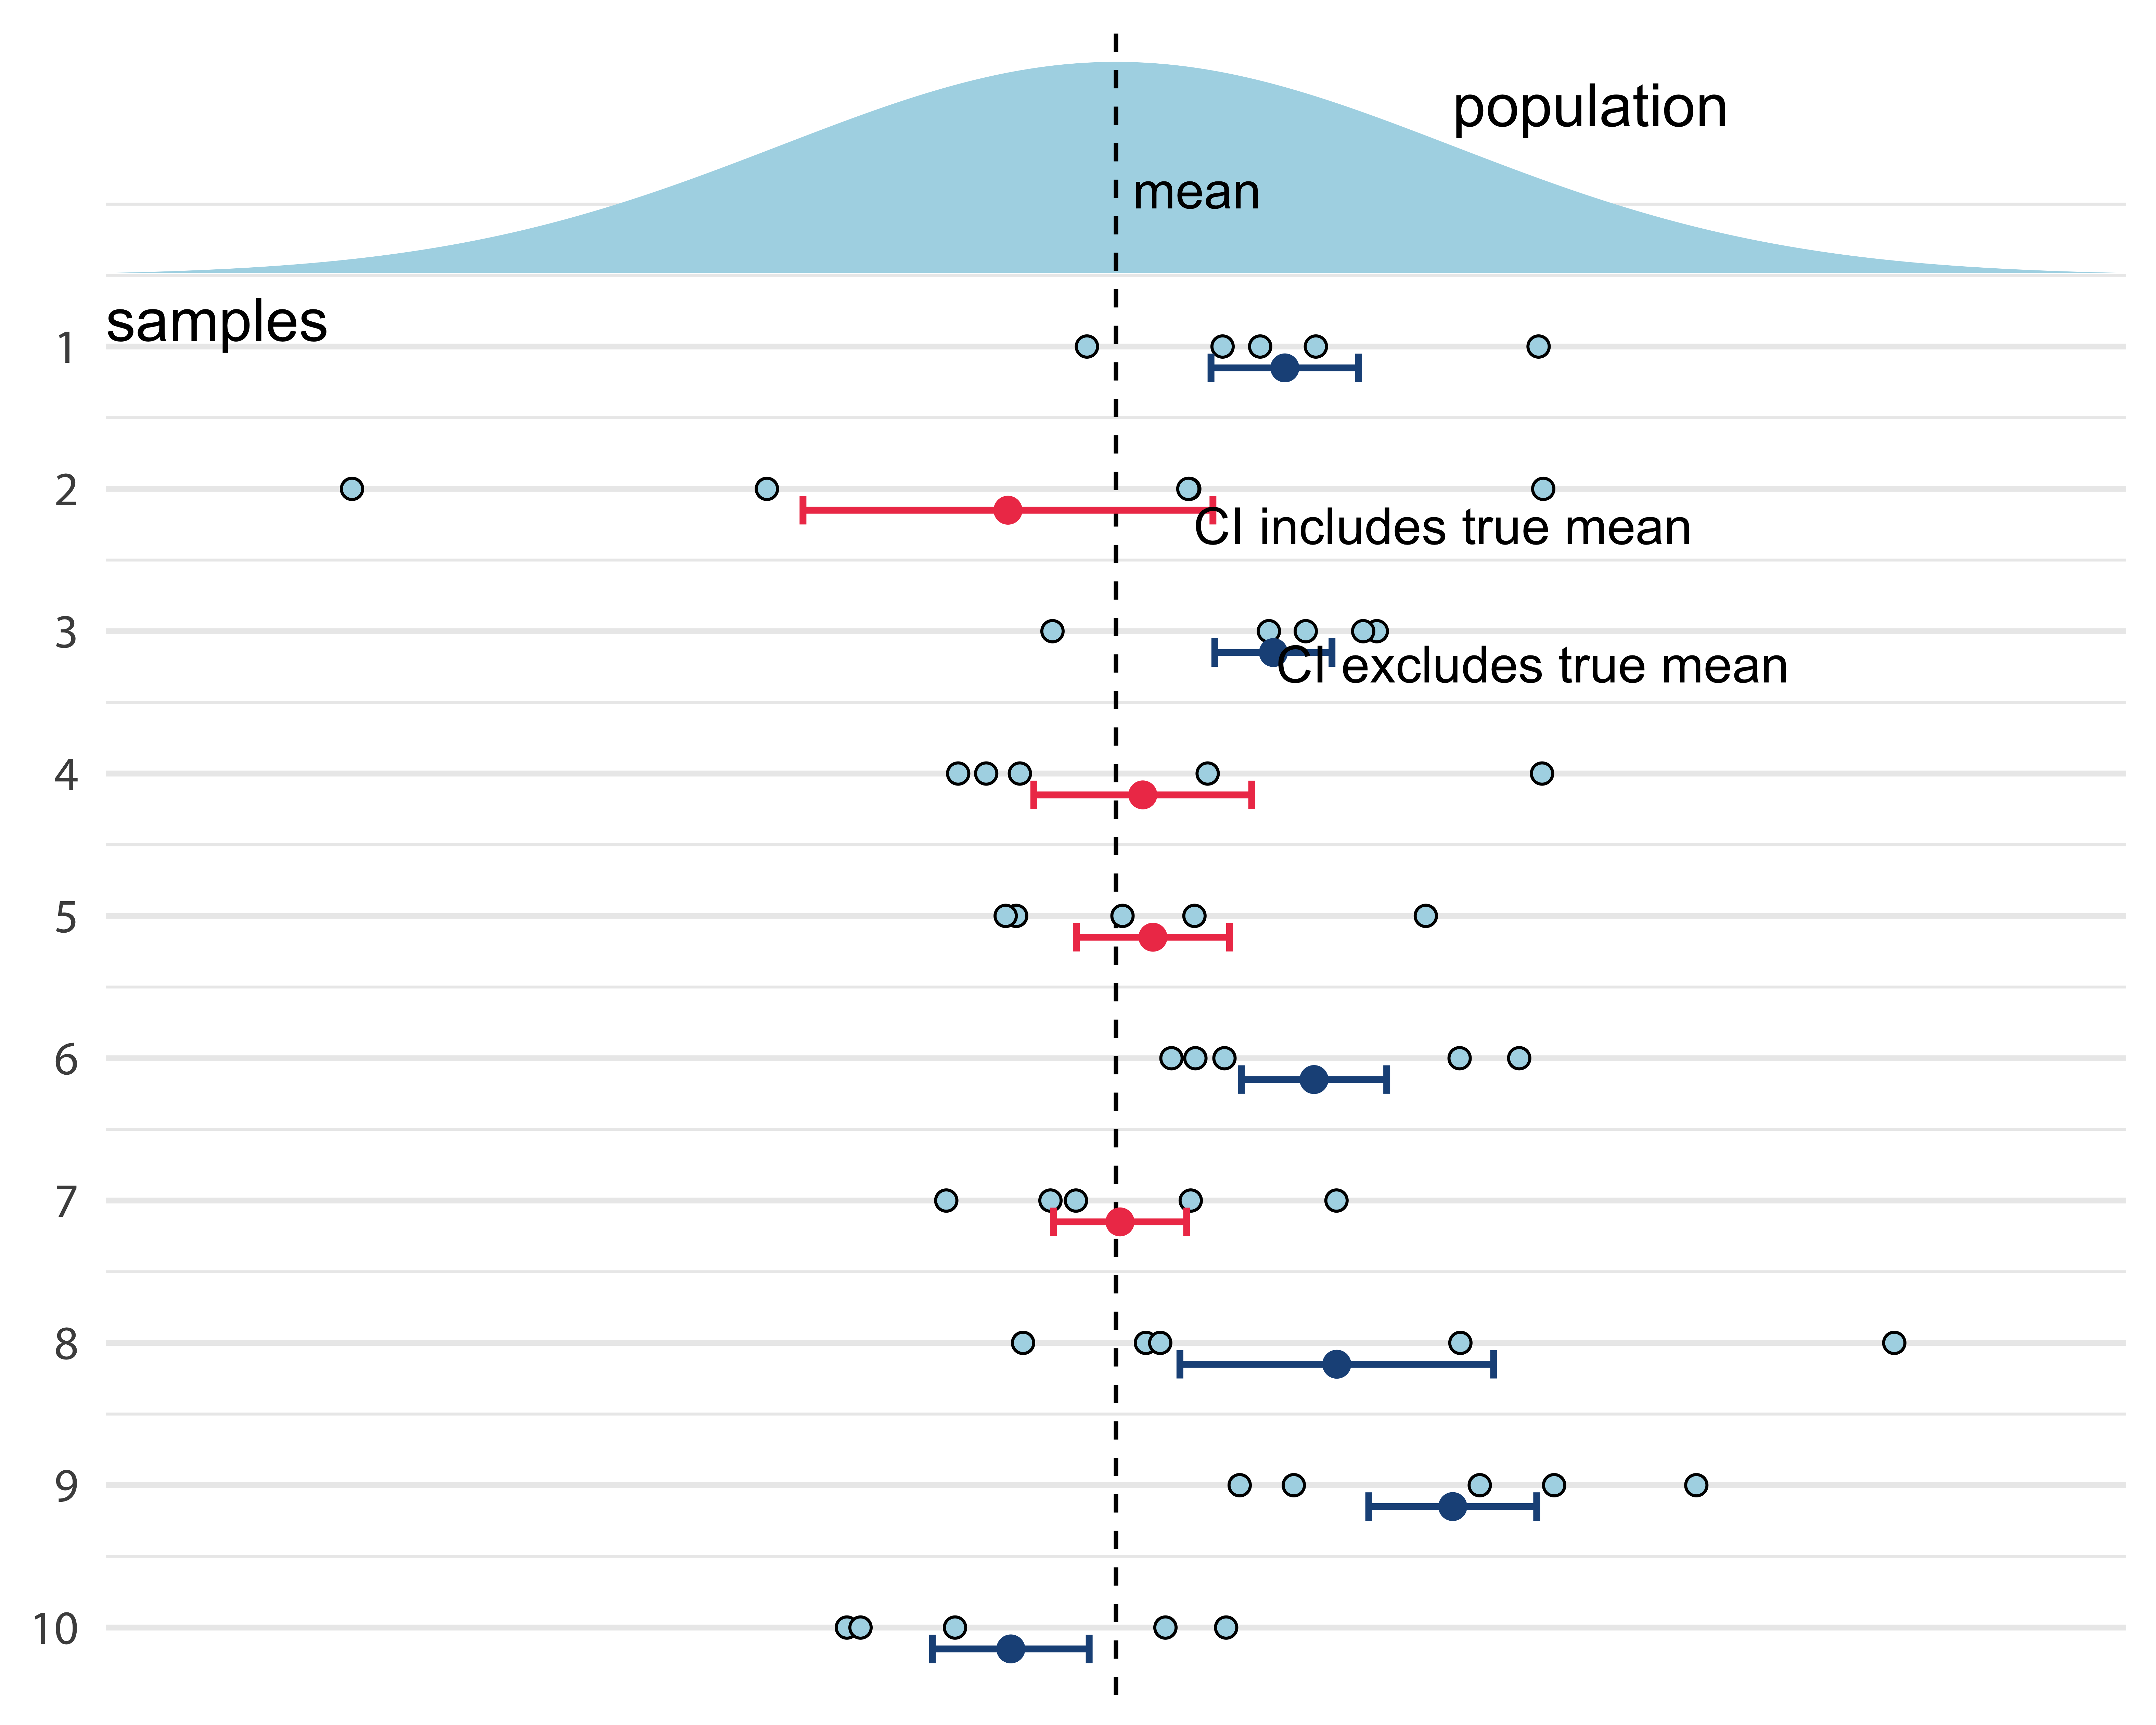 population
mean
samples
1
2
CI includes true mean
3
CI excludes true mean
4
5
6
7
8
9
10